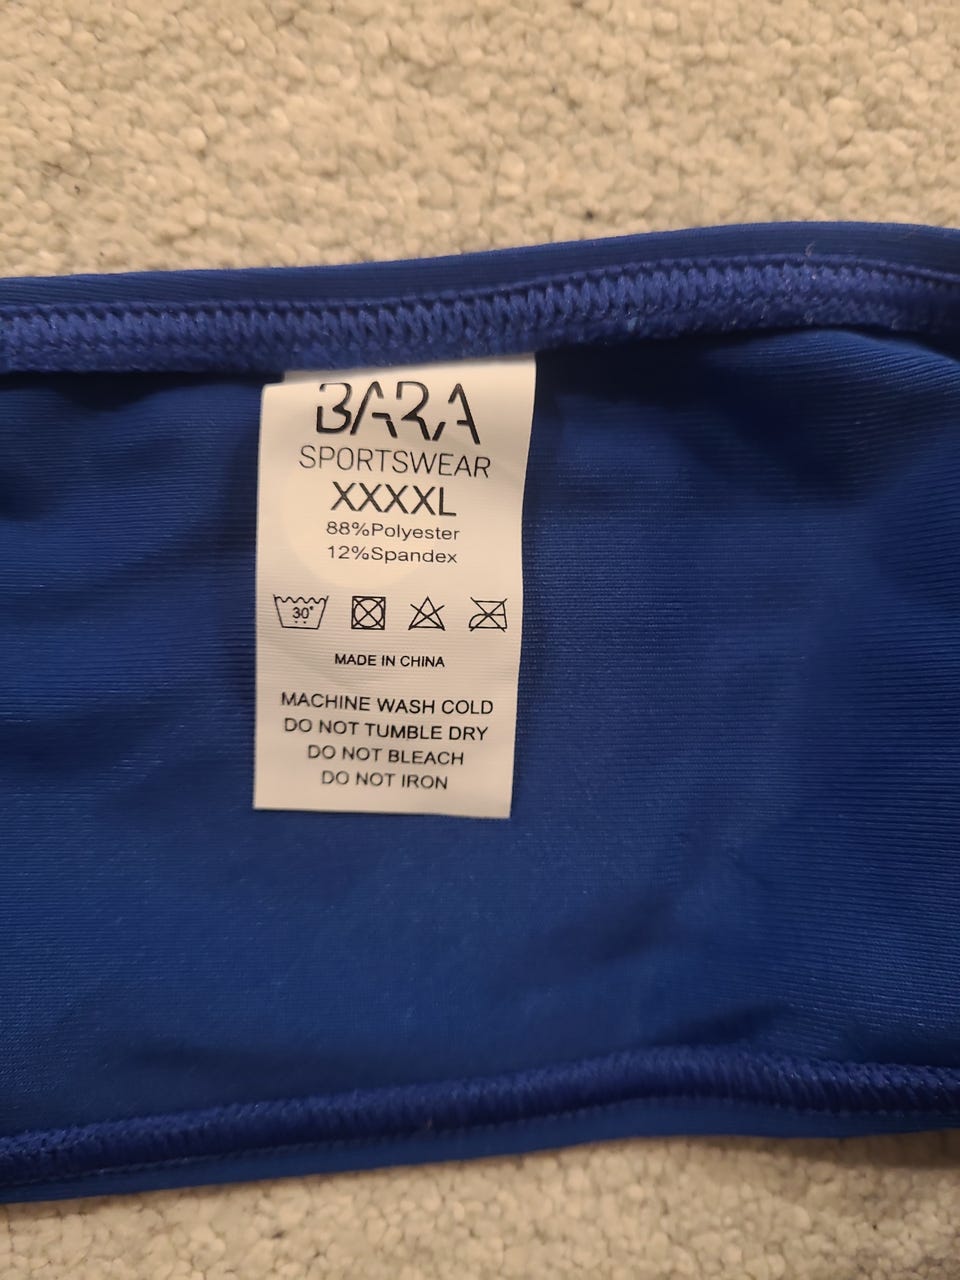 BARA
SPORTSWEAR
XXXXL
88%Polyester
12%Spandex
30°
MADE IN CHINA
MACHINE WASH COLD
DO NOT TUMBLE DRY
DO NOT BLEACH
DO NOT IRON